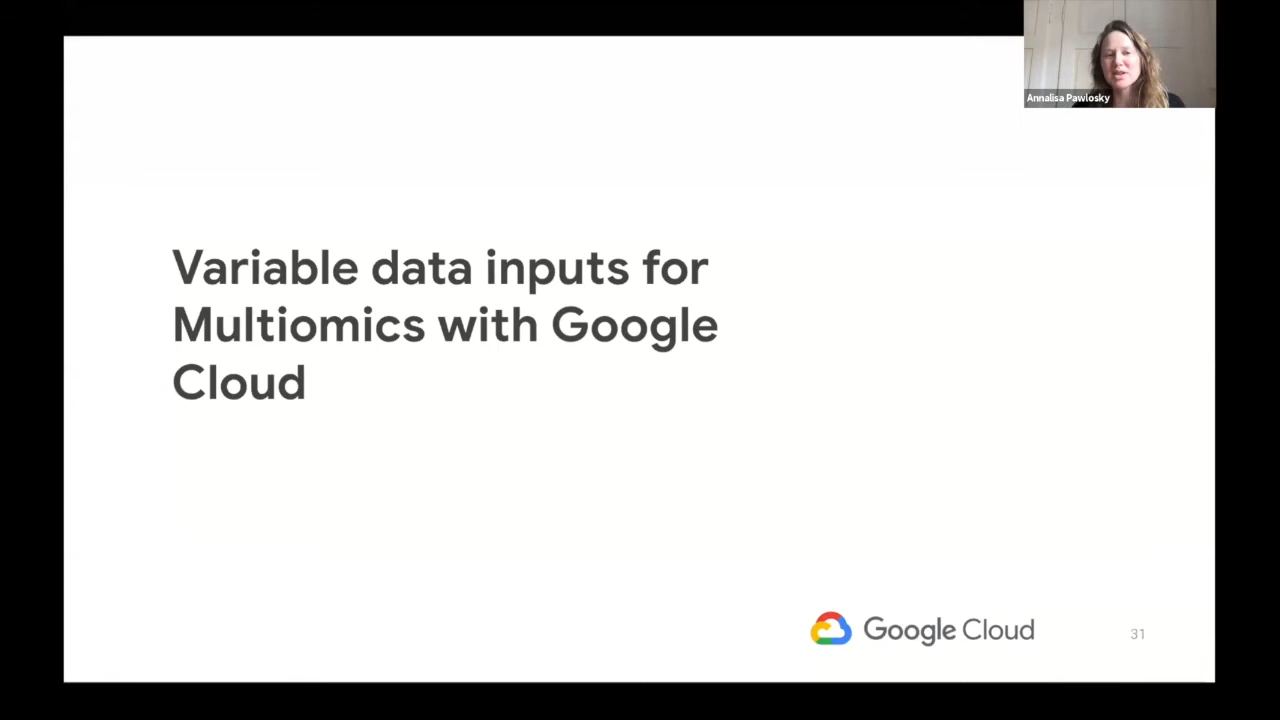 Annalisa Pawlosky
Variable data inputs for
Multiomics with Google
Cloud
Google Cloud
31